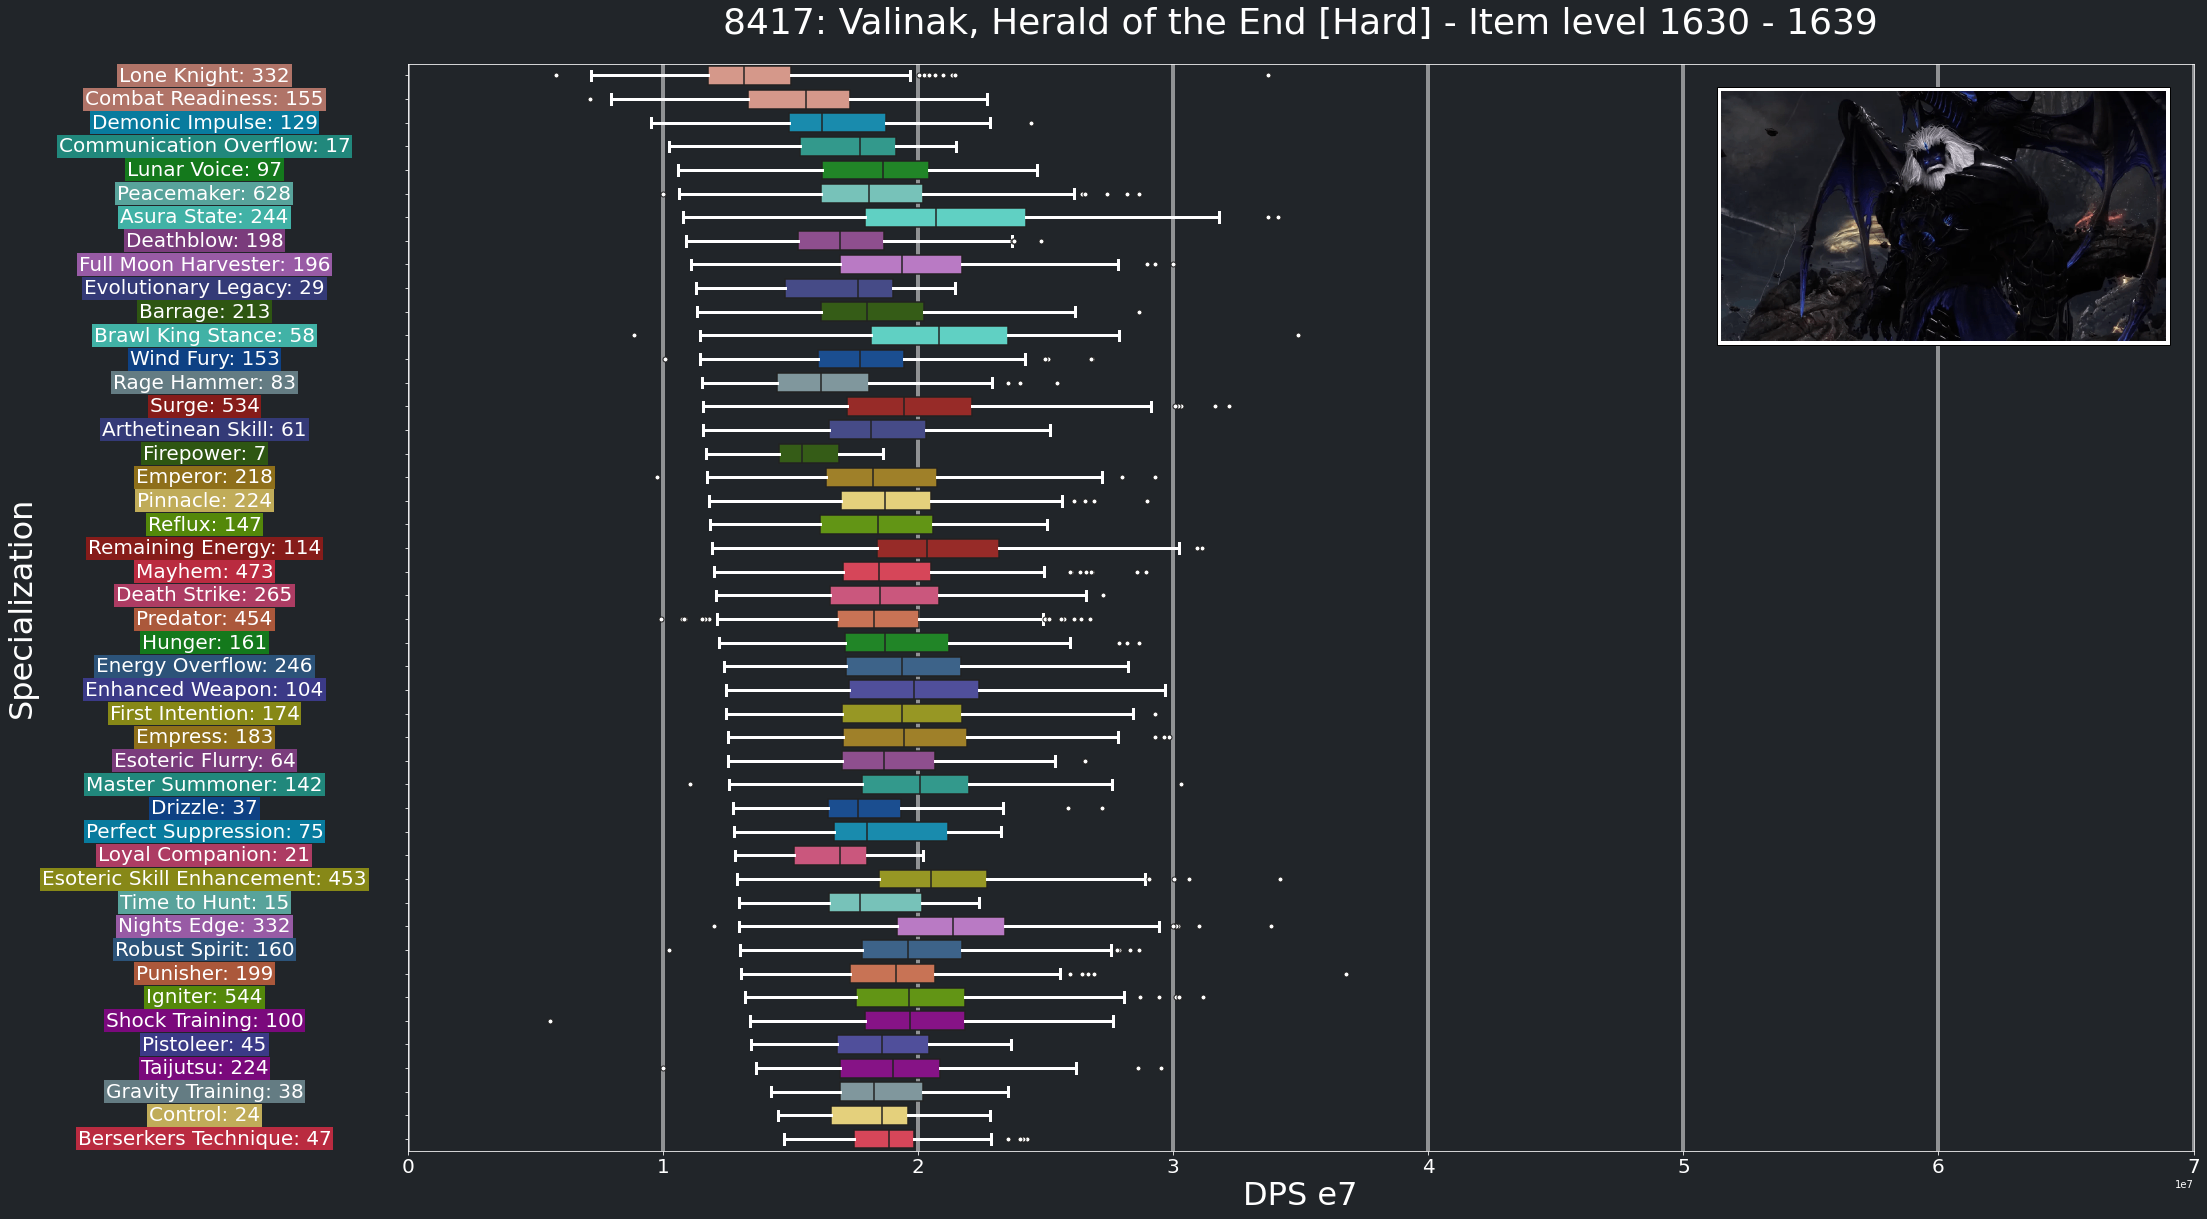 8417: Valinak, Herald of the End [Hard] - Item level 1630 - 1639
Lone Knight: 332
Combat Readiness: 155
Demonic Impulse: 129
Communication Overflow: 17
Lunar Voice: 97
Peacemaker: 628
Asura State: 244
Deathblow: 198
Full Moon Harvester: 196
Evolutionary Legacy: 29
Barrage: 213
Brawl King Stance: 58
Wind Fury: 153
Rage Hammer: 83
Surge: 534
Arthetinean Skill: 61
Firepower: 7
Emperor: 218
Pinnacle: 224
Reflux: 147
Remaining Energy: 114
Mayhem: 473
Death Strike: 265
Predator: 454
Hunger: 161
Energy Overflow: 246
Enhanced Weapon: 104
First Intention: 174
Empress: 183
Esoteric Flurry: 64
Master Summoner: 142
Drizzle: 37
Perfect Suppression: 75
Loyal Companion: 21
Esoteric Skill Enhancement: 453
Time to Hunt: 15
Nights Edge: 332
Robust Spirit: 160
Punisher: 199
Igniter: 544
Shock Training: 100
Pistoleer: 45
Taijutsu: 224
Gravity Training: 38
Control: 24
Berserkers Technique: 47
Specialization
0 1 2 3 4 5 6 7
1e7
DPS e7